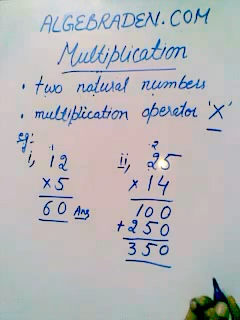 ALGEBRADEN.COM
Multiplication
• two natural numbers
• multiplication operator 'X'
eg:
i, 12
×5
60 Ans
ii, 2
25
× 14
100
+250
350